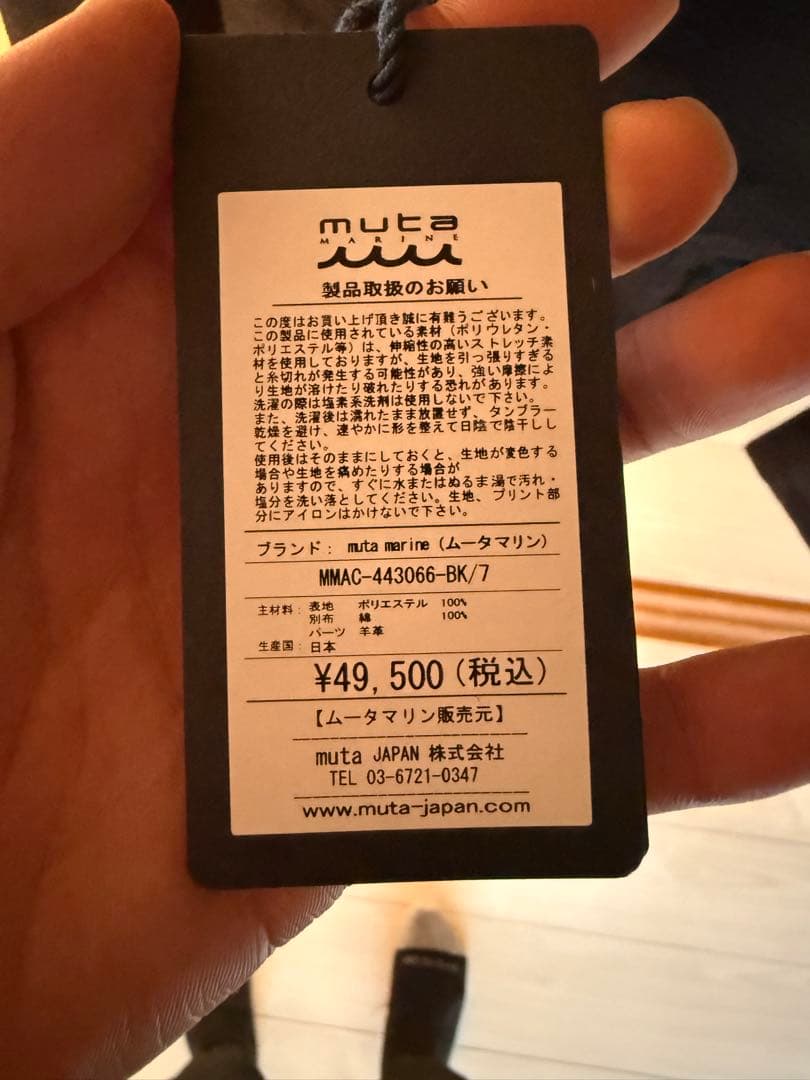 muta
MARINE
製品取扱のお願い
この度はお買い上げ頂き誠に有難うございます。
この製品に使用されている素材（ポリウレタン・
ポリエステル等）は、伸縮性の高いストレッチ素
材を使用しておりますが、生地を引っ張りすぎる
と糸切れが発生する可能性があり、強い摩擦によ
り生地が溶けたり破れたりする恐れがあります。
洗濯の際は塩素系洗剤は使用しないで下さい。
また、洗濯後は濡れたまま放置せず、タンブラー
乾燥を避け、速やかに形を整えて日陰で陰干しし
てください。
使用後はそのままにしておくと、生地が変色する
場合や生地を痛めたりする場合が
ありますので、すぐに水またはぬるま湯で汚れ・
塩分を洗い落としてください。生地、プリント部
分にアイロンはかけないで下さい。
ブランド： muta marine（ムータマリン）
MMAC-443066-BK/7
主材料： 表地 ポリエステル 100%
別布 綿 100%
パーツ 羊革
生産国： 日本
¥49,500（税込）
【ムータマリン販売元】
muta JAPAN 株式会社
TEL 03-6721-0347
www.muta-japan.com